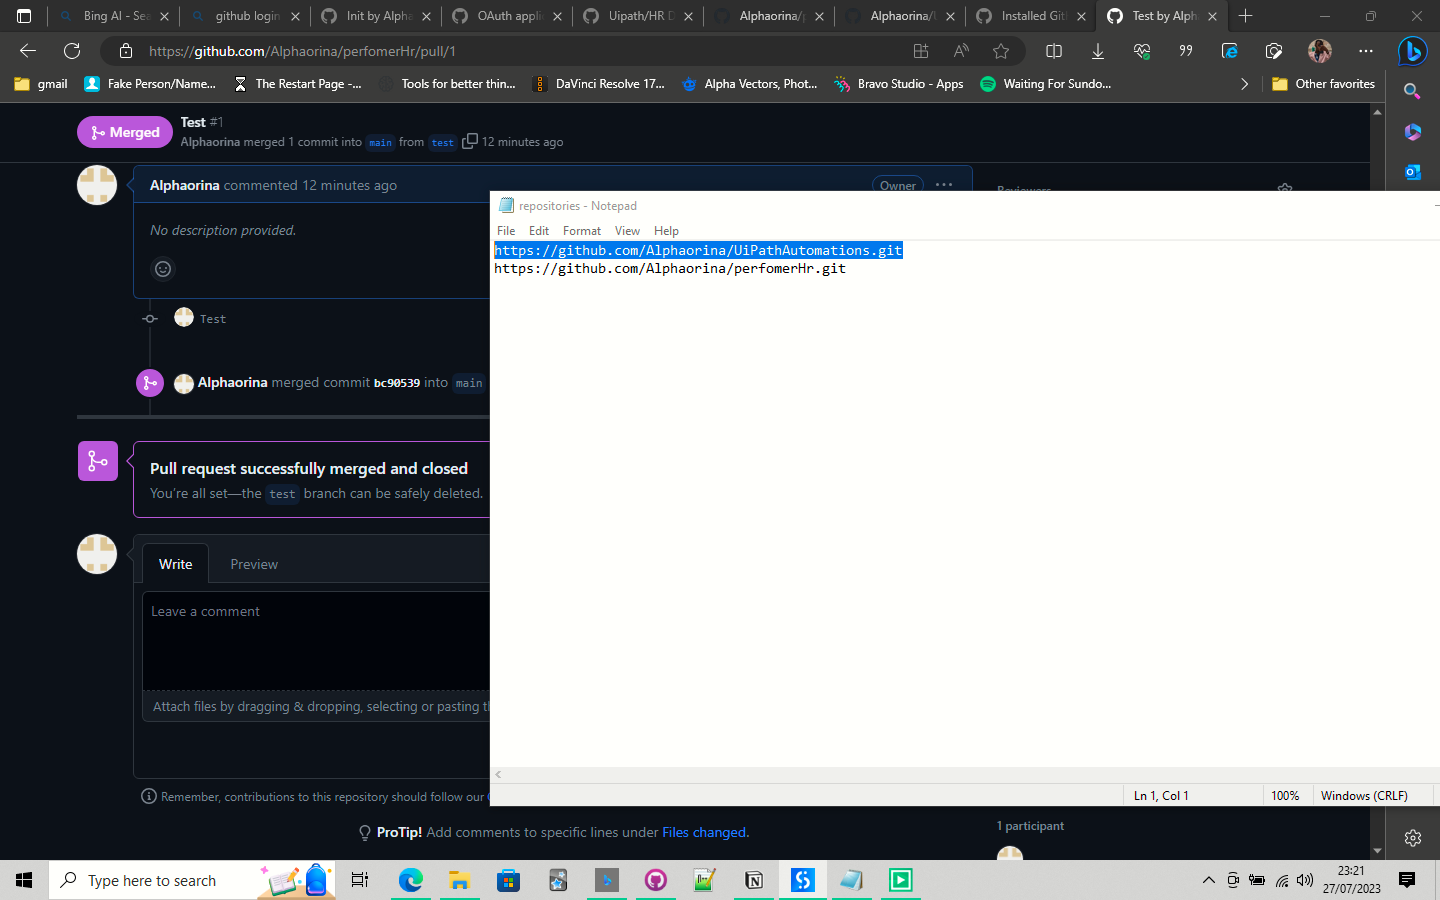 Bing AI - Sea
github login
Init by Alpha
OAuth applic
Uipath/HR D
Alphaorina/p
Alphaorina/U
Installed Git
Test by Alph
https://github.com/Alphaorina/perfomerHr/pull/1
gmail
Fake Person/Name...
The Restart Page -...
Tools for better thin...
DaVinci Resolve 17...
Alpha Vectors, Phot...
Bravo Studio - Apps
Waiting For Sundo...
Other favorites
Merged
Test #1
Alphaorina merged 1 commit into main from test 12 minutes ago
Alphaorina commented 12 minutes ago
Owner
Reviewers
No description provided.
Test
Alphaorina merged commit bc90539 into main
Pull request successfully merged and closed
You're all set—the test branch can be safely deleted.
Write
Preview
Leave a comment
Attach files by dragging & dropping, selecting or pasting th
Remember, contributions to this repository should follow our
ProTip! Add comments to specific lines under Files changed.
1 participant
repositories - Notepad
File Edit Format View Help
https://github.com/Alphaorina/UiPathAutomations.git
https://github.com/Alphaorina/perfomerHr.git
Ln 1, Col 1
100%
Windows (CRLF)
Type here to search
23:21
27/07/2023